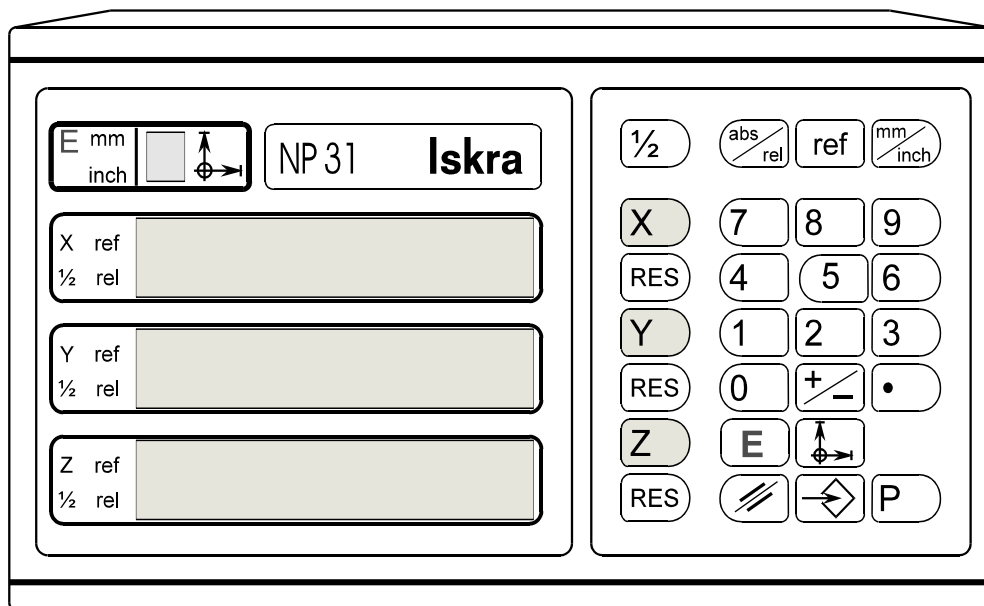 E mm
inch
NP 31 Iskra
X ref
½ rel
Y ref
½ rel
Z ref
½ rel
½ abs/rel ref mm/inch
X 7 8 9
RES 4 5 6
Y 1 2 3
RES 0 +/− •
Z E
RES P